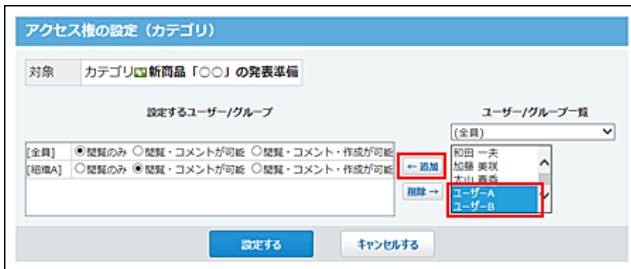 アクセス権の設定（カテゴリ）
対象 カテゴリ 新商品「〇〇」の発表準備
設定するユーザー/グループ
ユーザー/グループ一覧
(全員)
[全員] 閲覧のみ 閲覧・コメントが可能 閲覧・コメント・作成が可能
[組織A] 閲覧のみ 閲覧・コメントが可能 閲覧・コメント・作成が可能
← 追加
削除 →
和田 一夫
加藤 美咲
大山 春香
ユーザーA
ユーザーB
設定する
キャンセルする